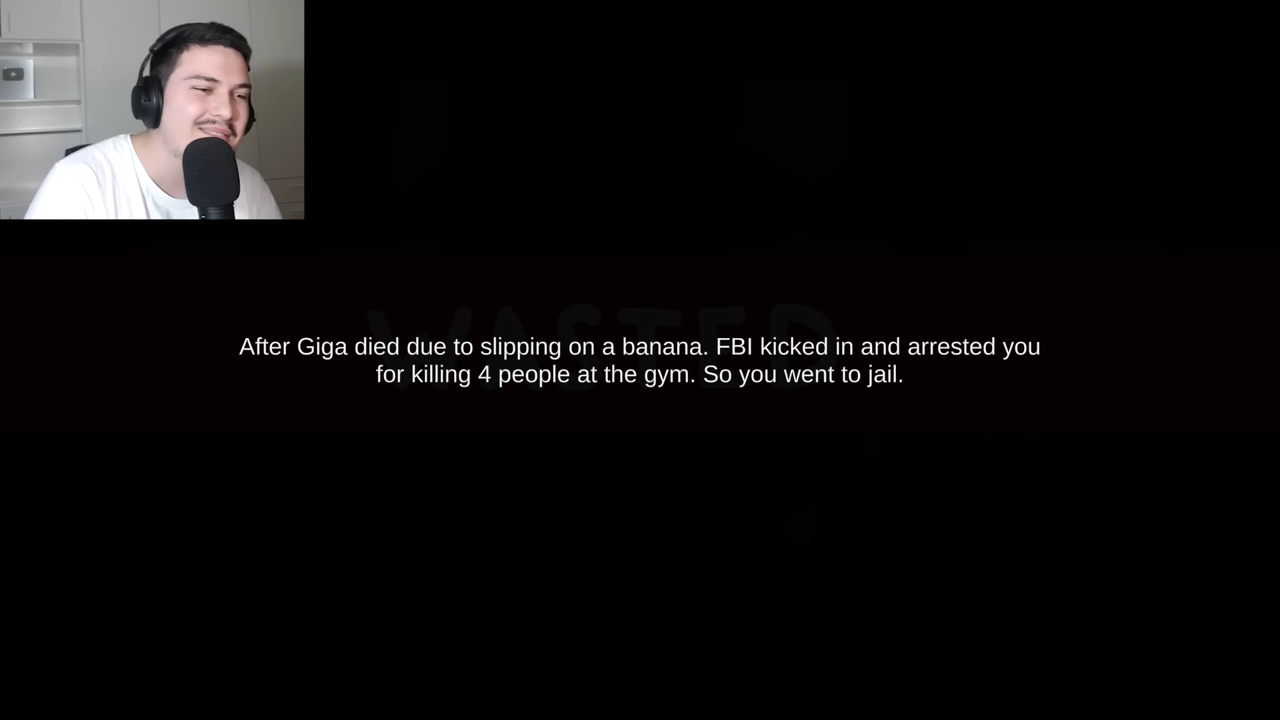 WASTED
After Giga died due to slipping on a banana. FBI kicked in and arrested you
for killing 4 people at the gym. So you went to jail.